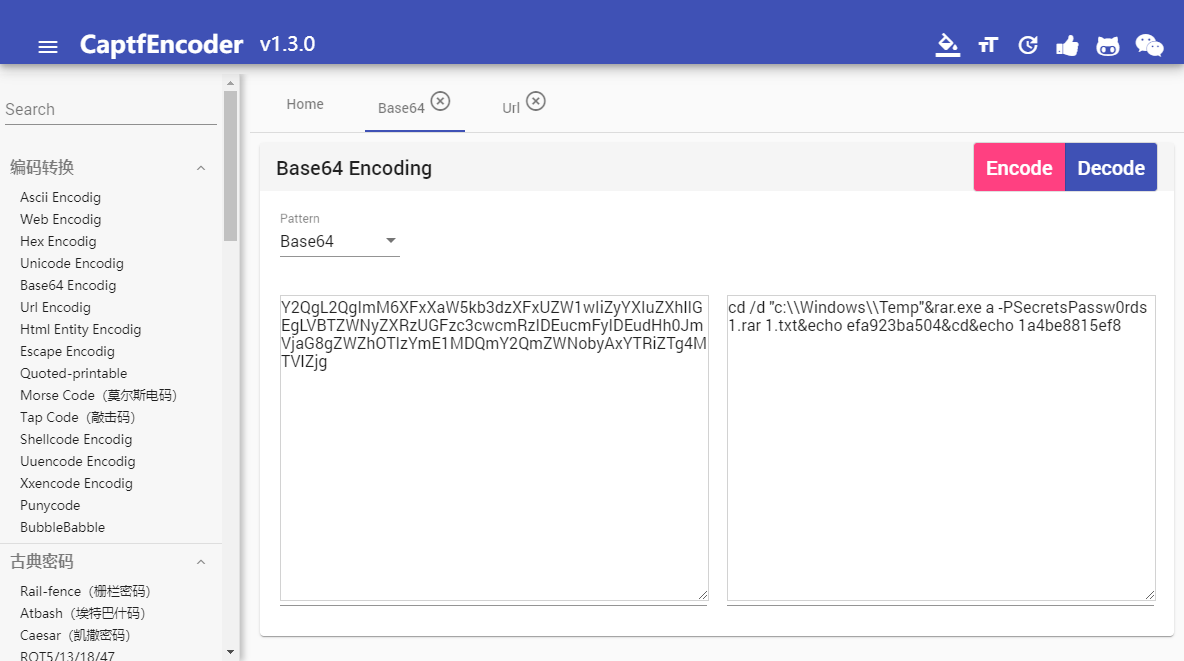 CaptfEncoder v1.3.0
Search
编码转换
Ascii Encodig
Web Encodig
Hex Encodig
Unicode Encodig
Base64 Encodig
Url Encodig
Html Entity Encodig
Escape Encodig
Quoted-printable
Morse Code（莫尔斯电码）
Tap Code（敲击码）
Shellcode Encodig
Uuencode Encodig
Xxencode Encodig
Punycode
BubbleBabble
古典密码
Rail-fence（栅栏密码）
Atbash（埃特巴什码）
Caesar（凯撒密码）
ROT5/13/18/47
Home
Base64
Url
Base64 Encoding
Encode
Decode
Pattern
Base64
Y2QgL2QgImM6XFxXaW5kb3dzXFxUZW1wIiZyYXIuZXhlIG
EgLVBTZWNyZXRzUGFzc3cwcmRzIDEucmFyIDEudHh0Jm
VjaG8gZWZhOTIzYmE1MDQmY2QmZWNobyAxYTRiZTg4M
TVlZjg
cd /d "c:\\Windows\\Temp"&rar.exe a -PSecretsPassw0rds
1.rar 1.txt&echo efa923ba504&cd&echo 1a4be8815ef8